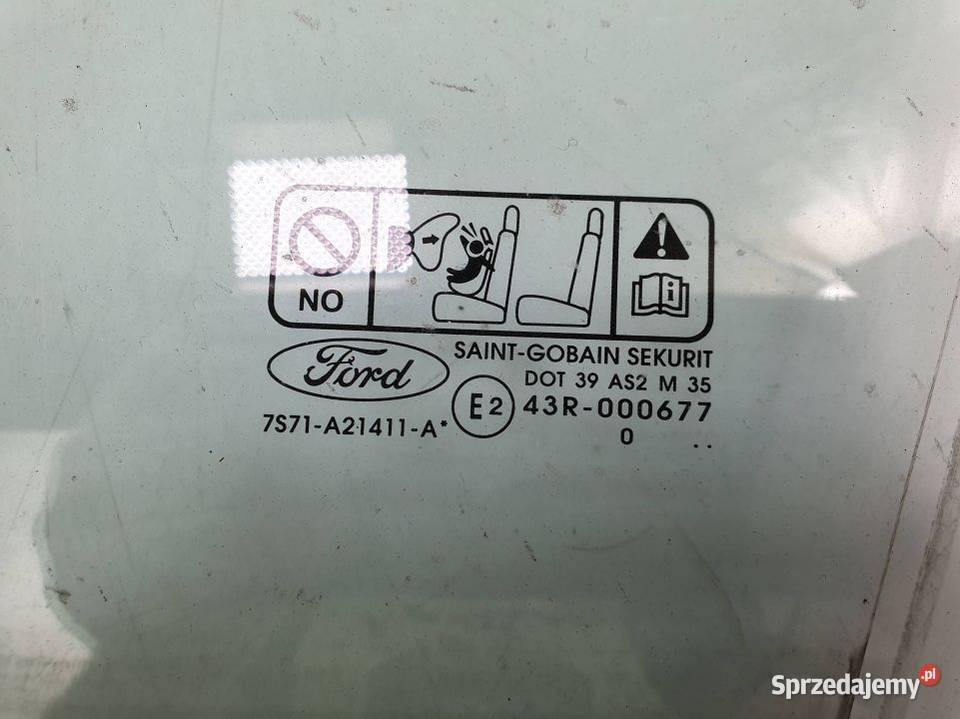 NO
i
Ford
SAINT-GOBAIN SEKURIT
DOT 39 AS2 M 35
E2 43R-000677
7S71-A21411-A*
0 ..
Sprzedajemy.pl